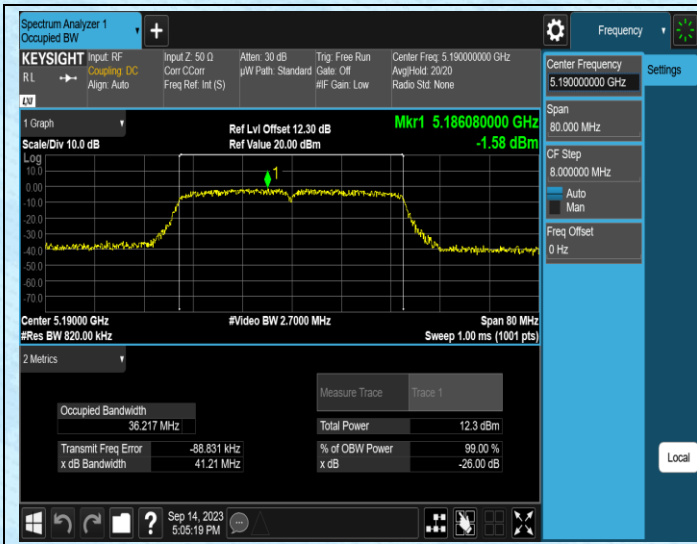 Spectrum Analyzer 1
Occupied BW
+
Frequency
KEYSIGHT
RL
LXI
Input: RF
Coupling: DC
Align: Auto
Input Z: 50 Ω
Corr CCorr
Freq Ref: Int (S)
Atten: 30 dB
µW Path: Standard
Trig: Free Run
Gate: Off
#IF Gain: Low
Center Freq: 5.190000000 GHz
Avg|Hold: 20/20
Radio Std: None
Center Frequency
5.190000000 GHz
Settings
Span
80.000 MHz
CF Step
8.000000 MHz
Auto
Man
Freq Offset
0 Hz
Local
1 Graph
Scale/Div 10.0 dB
Ref Lvl Offset 12.30 dB
Ref Value 20.00 dBm
Mkr1 5.186080000 GHz
-1.58 dBm
Log
10.0
0.00
-10.0
-20.0
-30.0
-40.0
-50.0
-60.0
-70.0
1
Center 5.19000 GHz
#Res BW 820.00 kHz
#Video BW 2.7000 MHz
Span 80 MHz
Sweep 1.00 ms (1001 pts)
2 Metrics
Measure Trace
Trace 1
Occupied Bandwidth
36.217 MHz
Total Power
12.3 dBm
Transmit Freq Error
-88.831 kHz
% of OBW Power
99.00 %
x dB Bandwidth
41.21 MHz
x dB
-26.00 dB
?
Sep 14, 2023
5:05:19 PM